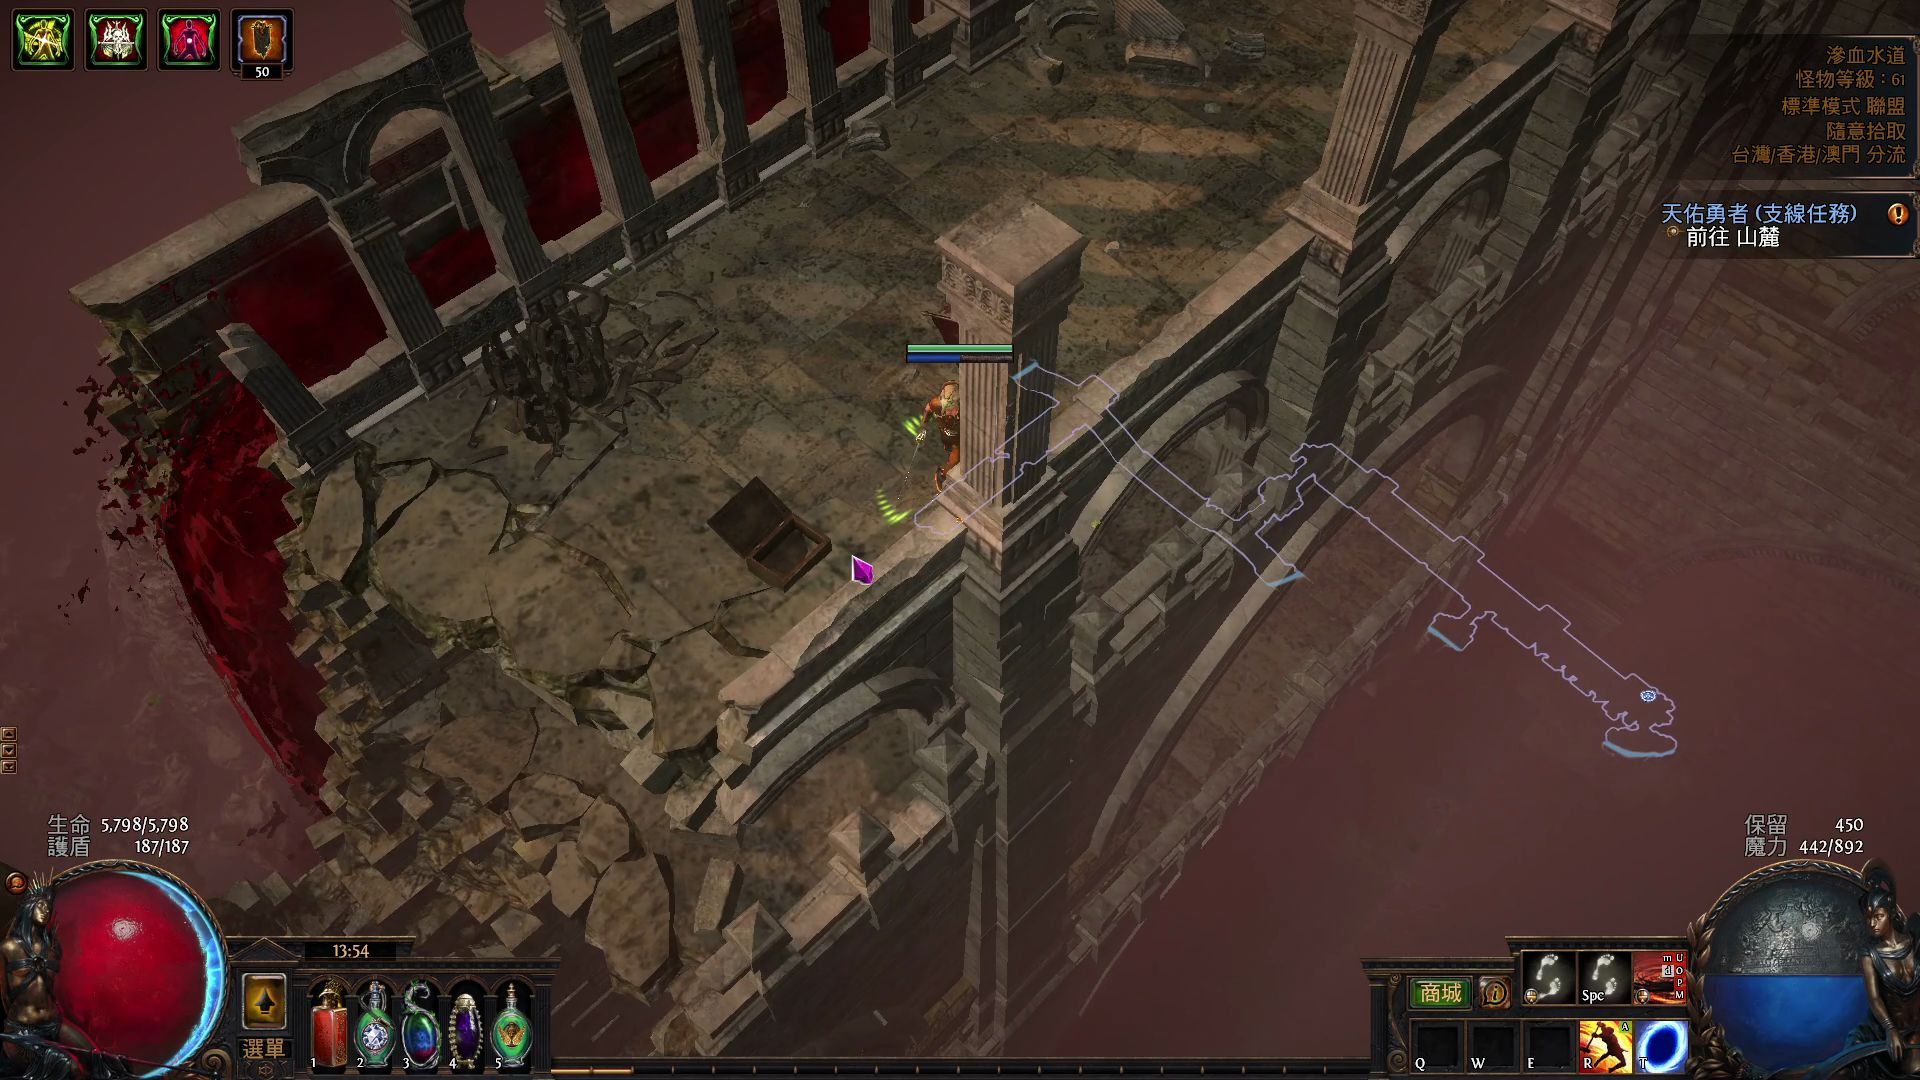 50
滲血水道
怪物等級：61
標準模式 聯盟
隨意拾取
台灣/香港/澳門 分流
天佑勇者 (支線任務)
前往 山麓
生命 5,798/5,798
護盾 187/187
保留 450
魔力 442/892
13:54
選單
1 2 3 4 5
商城
Spc
m U
d O
P
M
Q W E R A T